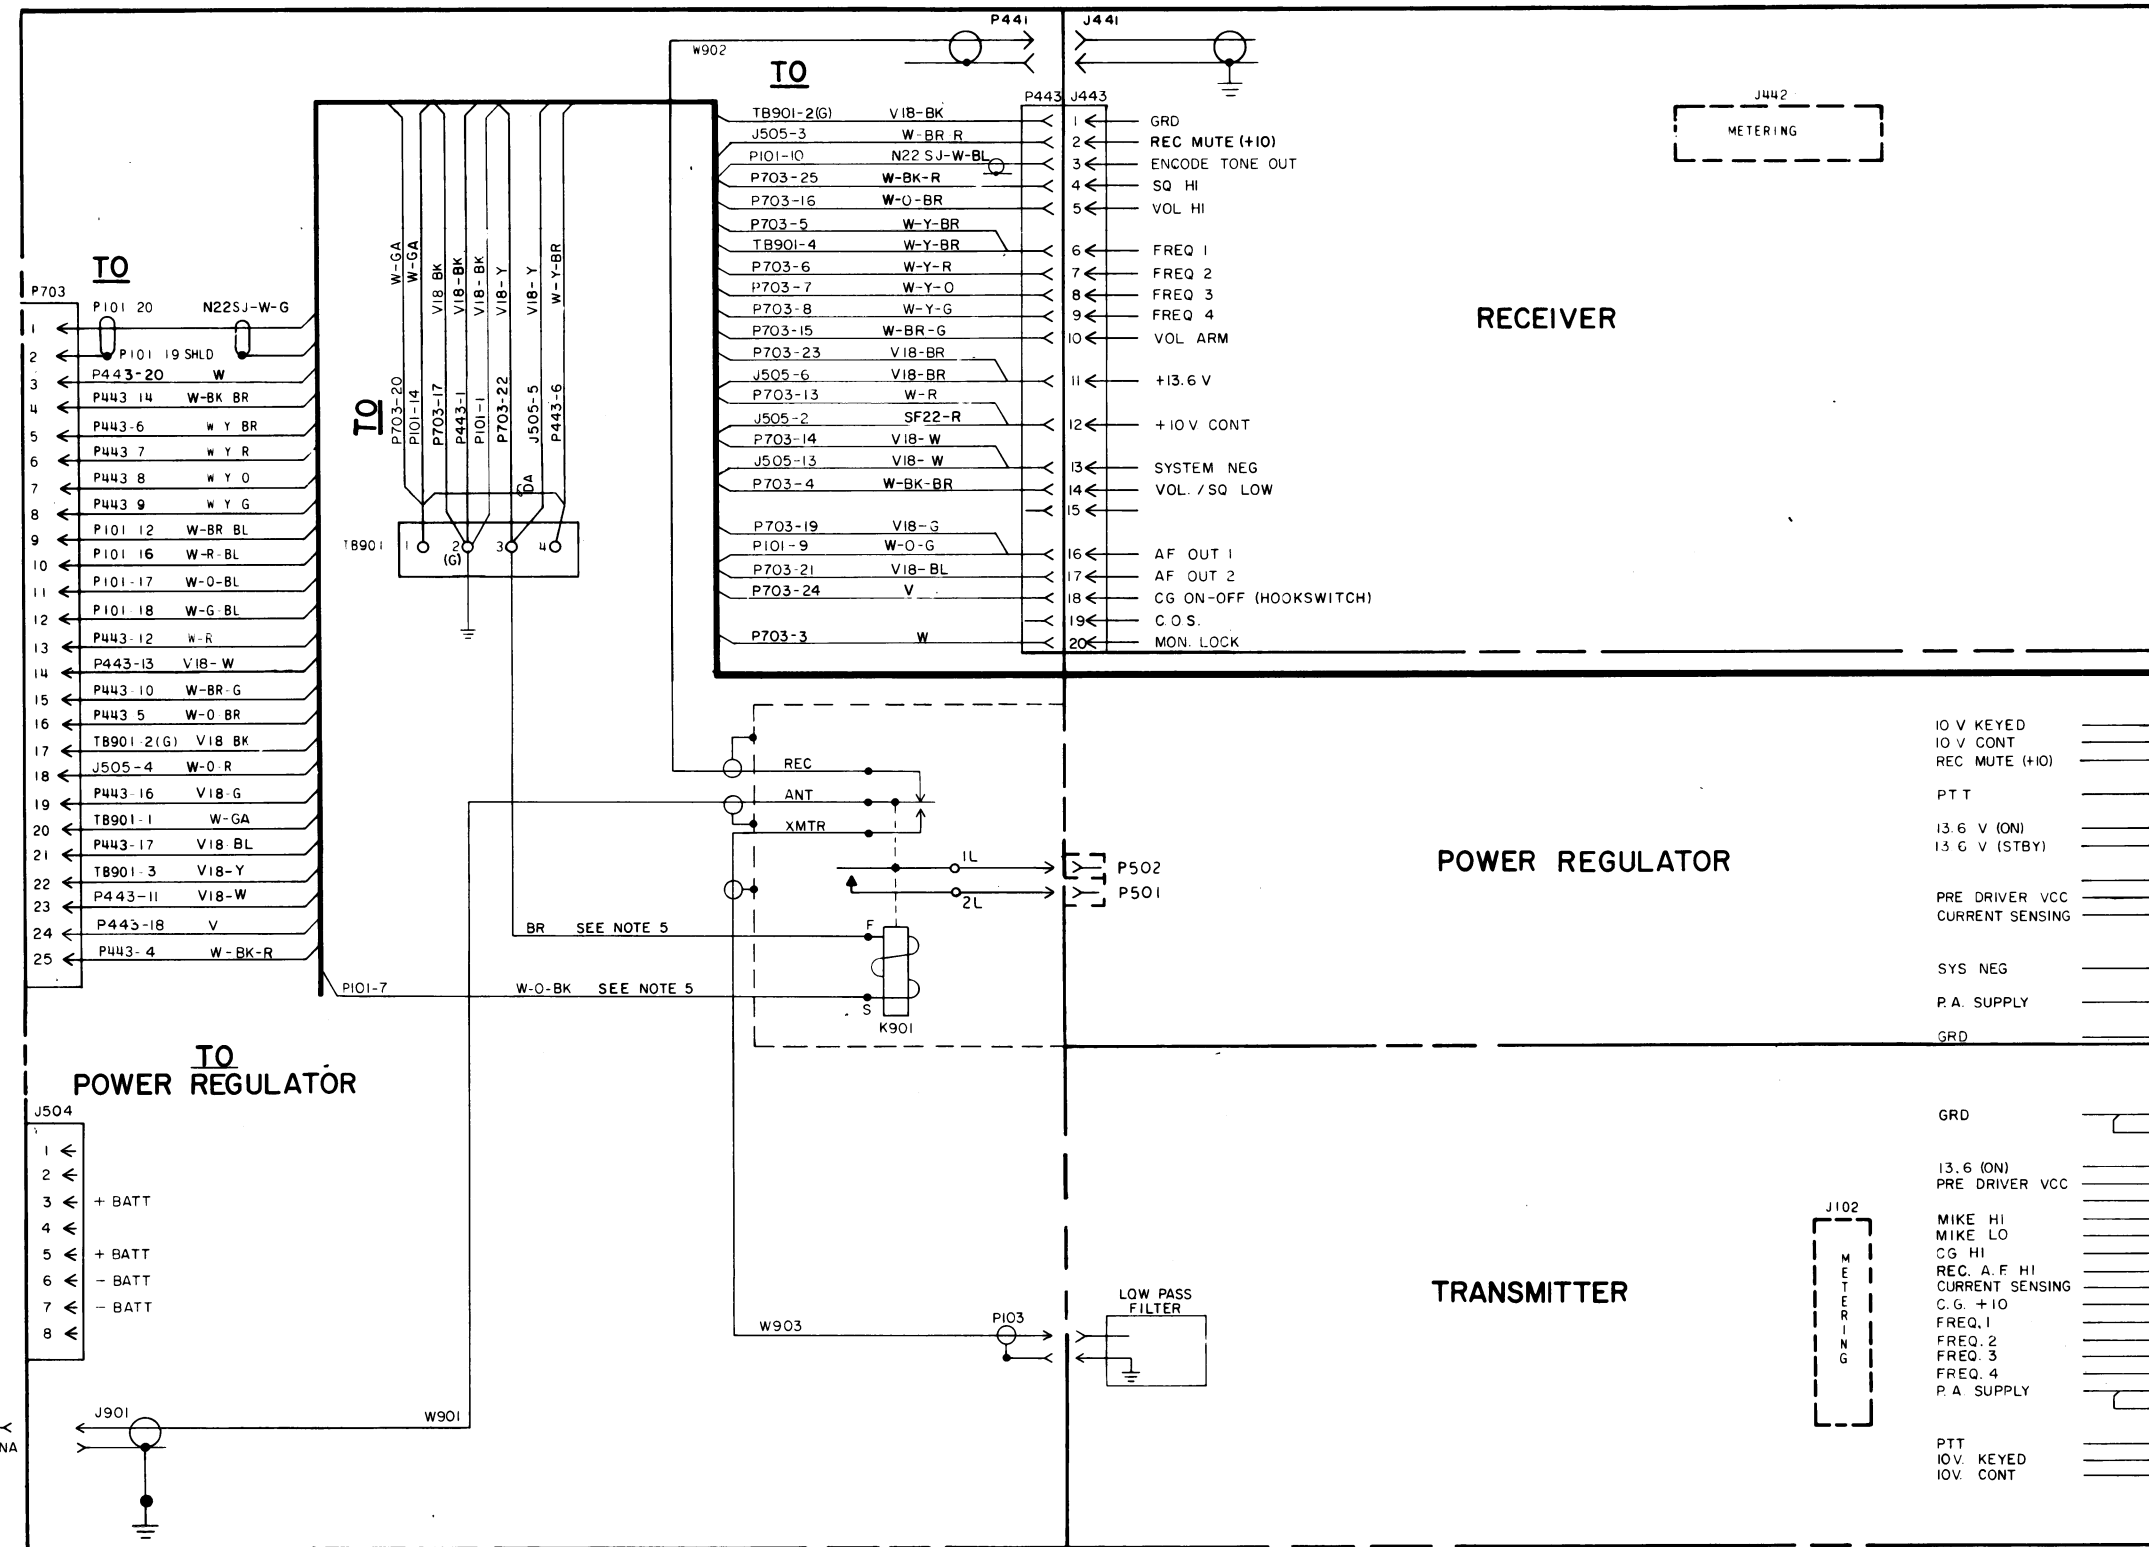 P441 J441
W902
TO
P443 J443
TB901-2(G) V18-BK 1 GRD
J505-3 W-BR R 2 REC MUTE (+10)
P101-10 N22 SJ-W-BL 3 ENCODE TONE OUT
P703-25 W-BK-R 4 SQ HI
P703-16 W-O-BR 5 VOL HI
P703-5 W-Y-BR
TB901-4 W-Y-BR 6 FREQ 1
P703-6 W-Y-R 7 FREQ 2
P703-7 W-Y-O 8 FREQ 3
P703-8 W-Y-G 9 FREQ 4
P703-15 W-BR-G 10 VOL ARM
P703-23 V18-BR
J505-6 V18-BR 11 +13.6 V
P703-13 W-R
J505-2 SF22-R 12 +10V CONT
P703-14 V18-W
J505-13 V18-W 13 SYSTEM NEG
P703-4 W-BK-BR 14 VOL. / SQ LOW
15
P703-19 V18-G
P101-9 W-O-G 16 AF OUT 1
P703-21 V18-BL 17 AF OUT 2
P703-24 V 18 CG ON-OFF (HOOKSWITCH)
19 C.O.S.
P703-3 W 20 MON. LOCK
J442
METERING
RECEIVER
TO
P703
1 P101 20 N22SJ-W-G
2 P101 19 SHLD
3 P443-20 W
4 P443 14 W-BK BR
5 P443-6 W Y BR
6 P443 7 W Y R
7 P443 8 W Y O
8 P443 9 W Y G
9 P101 12 W-BR BL
10 P101 16 W-R-BL
11 P101-17 W-O-BL
12 P101-18 W-G-BL
13 P443-12 W-R
14 P443-13 V18-W
15 P443-10 W-BR-G
16 P443 5 W-O BR
17 TB901-2(G) V18 BK
18 J505-4 W-O R
19 P443-16 V18-G
20 TB901-1 W-GA
21 P443-17 V18-BL
22 TB901-3 V18-Y
23 P443-11 V18-W
24 P443-18 V
25 P443-4 W-BK-R
TO
W-GA P703-20
W-GA P101-14
V18 BK P703-17
V18-BK P443-1
V18-BK P101-1
V18-Y P703-22
V18-Y J505-5
W-Y-BR P443-6
DA
TB901 1 2 3 4
(G)
REC
ANT
XMTR
1L
2L
P502
P501
BR SEE NOTE 5
F
P101-7 W-O-BK SEE NOTE 5
S
K901
POWER REGULATOR
10 V KEYED
10 V CONT
REC MUTE (+10)
PTT
13.6 V (ON)
13 6 V (STBY)
PRE DRIVER VCC
CURRENT SENSING
SYS NEG
P.A. SUPPLY
GRD
TO
POWER REGULATOR
J504
1
2
3 + BATT
4
5 + BATT
6 - BATT
7 - BATT
8
J901
W901
Y
NA
W903
P103
LOW PASS
FILTER
TRANSMITTER
J102
METERING
GRD
13.6 (ON)
PRE DRIVER VCC
MIKE HI
MIKE LO
CG HI
REC. A.F. HI
CURRENT SENSING
C.G. +10
FREQ. 1
FREQ. 2
FREQ. 3
FREQ. 4
P.A. SUPPLY
PTT
10V. KEYED
10V. CONT